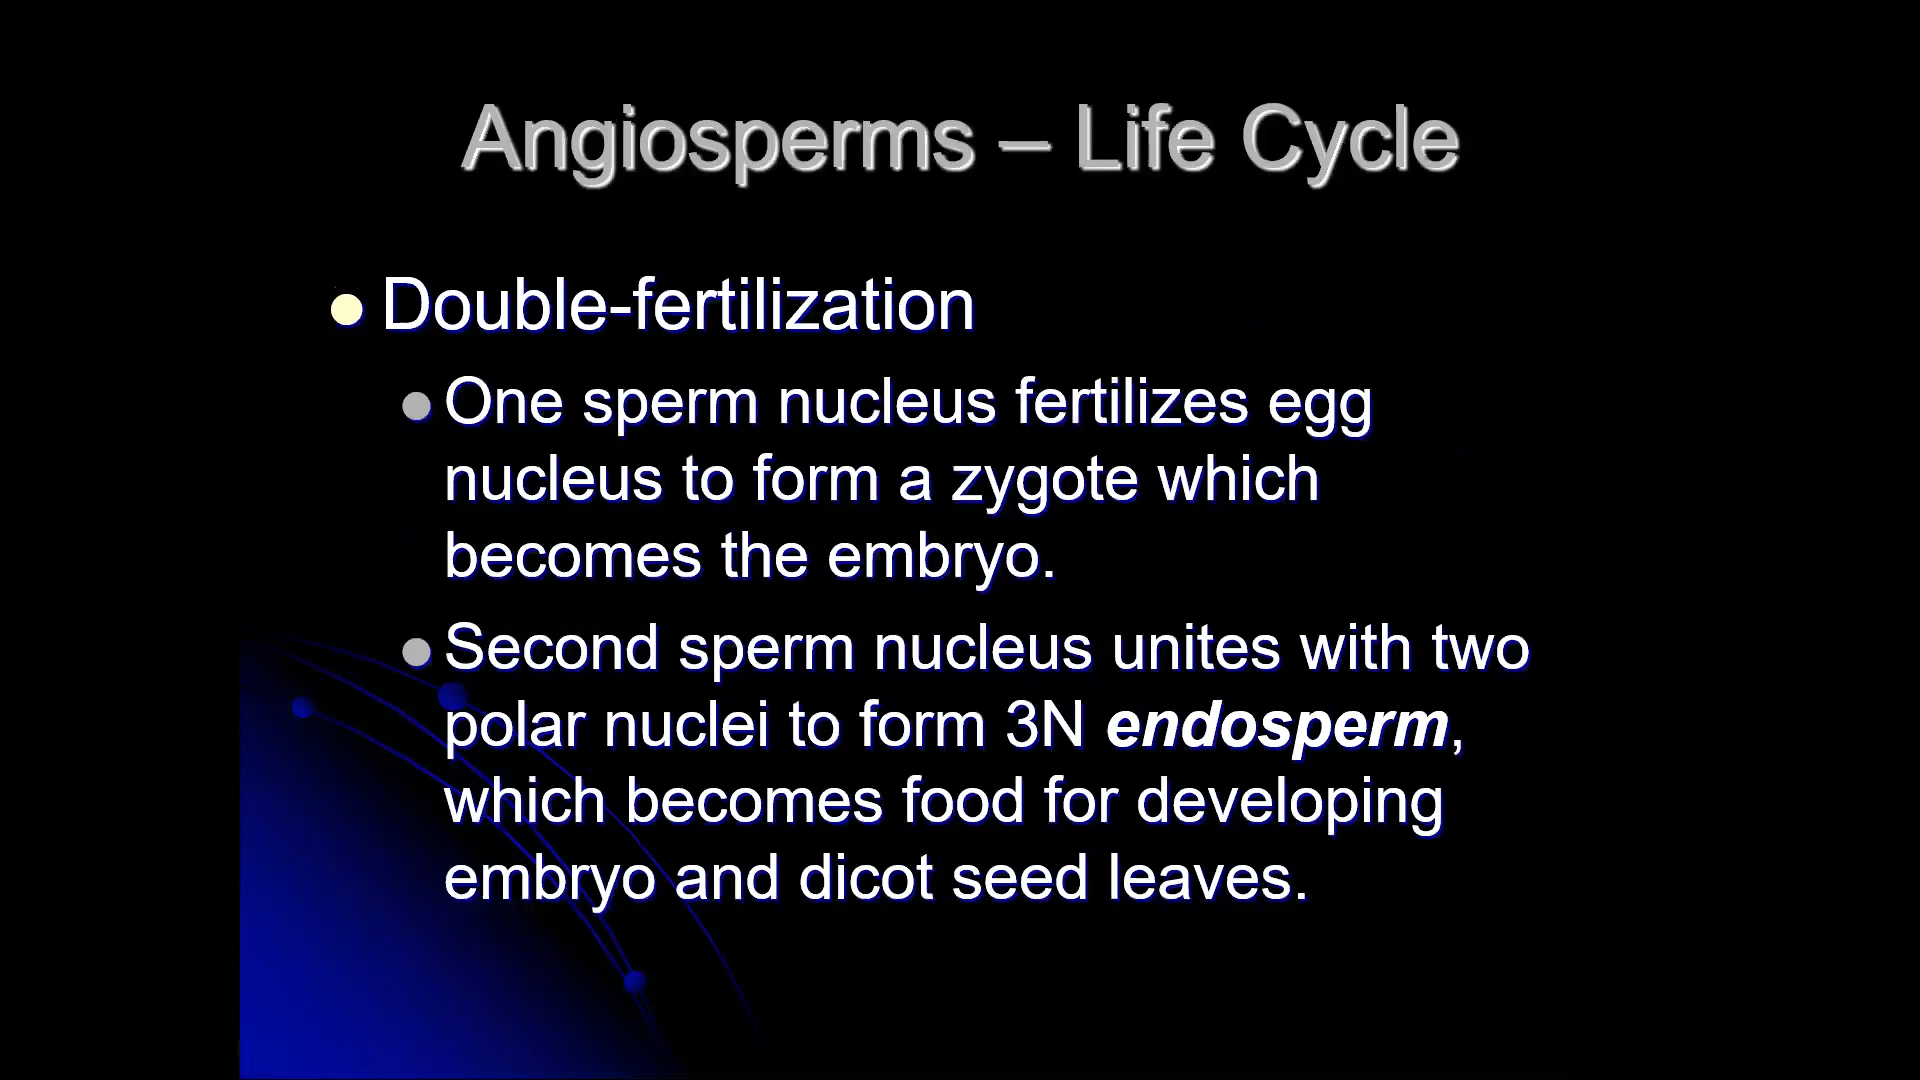 Angiosperms – Life Cycle
Double-fertilization
One sperm nucleus fertilizes egg
nucleus to form a zygote which
becomes the embryo.
Second sperm nucleus unites with two
polar nuclei to form 3N endosperm,
which becomes food for developing
embryo and dicot seed leaves.